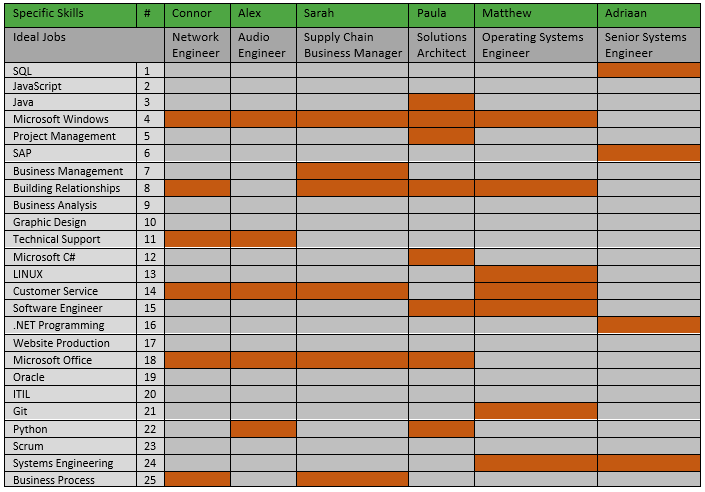 Specific Skills # Connor Alex Sarah Paula Matthew Adriaan
Ideal Jobs Network Audio Supply Chain Solutions Operating Systems Senior Systems
Engineer Engineer Business Manager Architect Engineer Engineer
SQL 1
JavaScript 2
Java 3
Microsoft Windows 4
Project Management 5
SAP 6
Business Management 7
Building Relationships 8
Business Analysis 9
Graphic Design 10
Technical Support 11
Microsoft C# 12
LINUX 13
Customer Service 14
Software Engineer 15
.NET Programming 16
Website Production 17
Microsoft Office 18
Oracle 19
ITIL 20
Git 21
Python 22
Scrum 23
Systems Engineering 24
Business Process 25